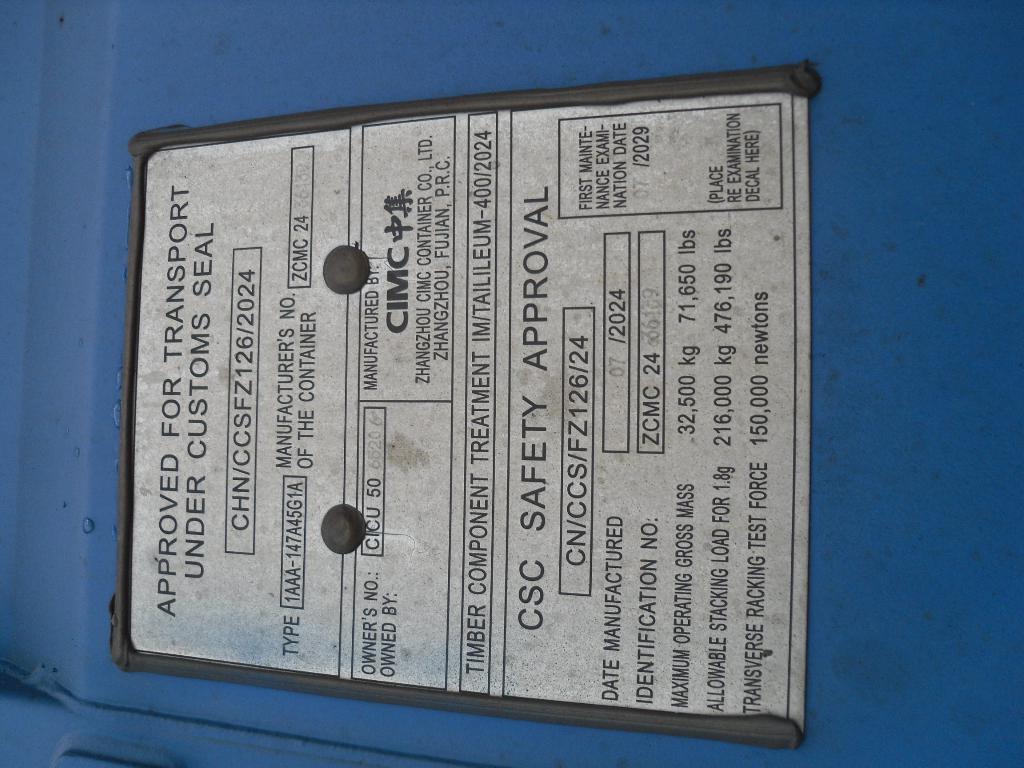 APPROVED FOR TRANSPORT
UNDER CUSTOMS SEAL
CHN/CCSFZ126/2024
TYPE 1AAA-147A45G1A MANUFACTURER'S NO. OF THE CONTAINER ZCMC 24
OWNER'S NO.: CICU 50
OWNED BY:
MANUFACTURED BY:
CIMC 中集
ZHANGZHOU CIMC CONTAINER CO., LTD.
ZHANGZHOU, FUJIAN, P.R.C.
TIMBER COMPONENT TREATMENT IM/TAILILEUM-400/2024
CSC SAFETY APPROVAL
CN/CCS/FZ126/24
DATE MANUFACTURED 07 /2024
IDENTIFICATION NO. ZCMC 24
MAXIMUM OPERATING GROSS MASS 32,500 kg 71,650 lbs
ALLOWABLE STACKING LOAD FOR 1.8g 216,000 kg 476,190 lbs
TRANSVERSE RACKING TEST FORCE 150,000 newtons
FIRST MAINTE-
NANCE EXAMI-
NATION DATE
07 /2029
(PLACE
RE EXAMINATION
DECAL HERE)